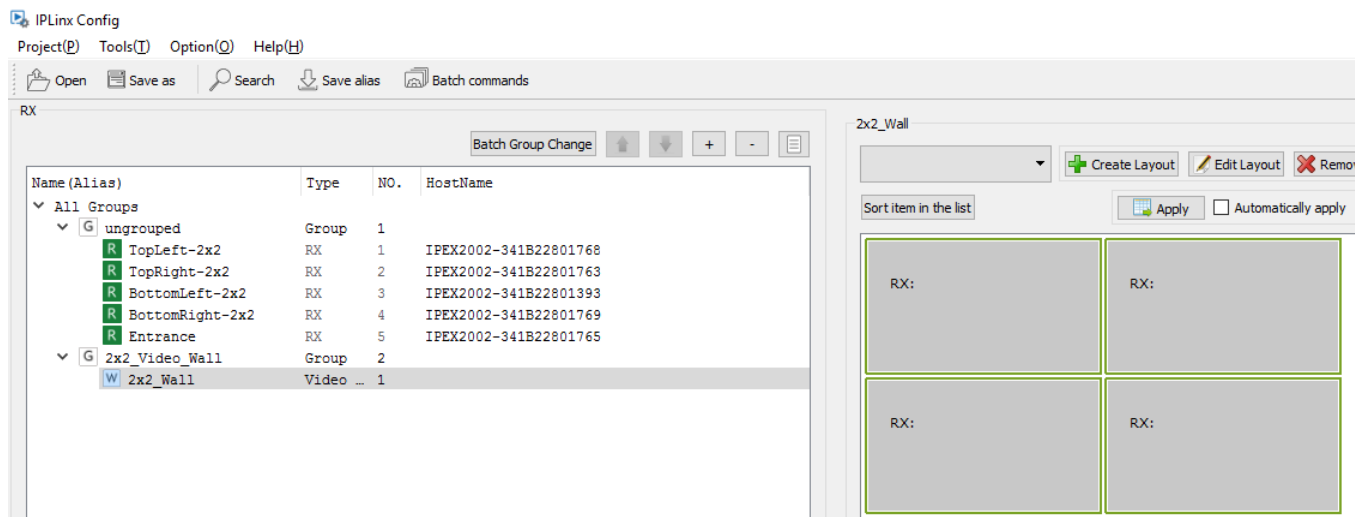 IPLinx Config
Project(P) Tools(T) Option(O) Help(H)
Open Save as Search Save alias Batch commands
RX
Batch Group Change + -
Name(Alias) Type NO. HostName
All Groups
G ungrouped Group 1
R TopLeft-2x2 RX 1 IPEX2002-341B22801768
R TopRight-2x2 RX 2 IPEX2002-341B22801763
R BottomLeft-2x2 RX 3 IPEX2002-341B22801393
R BottomRight-2x2 RX 4 IPEX2002-341B22801769
R Entrance RX 5 IPEX2002-341B22801765
G 2x2_Video_Wall Group 2
W 2x2_Wall Video … 1
2x2_Wall
Create Layout Edit Layout Remo
Sort item in the list Apply Automatically apply
RX: RX:
RX: RX: